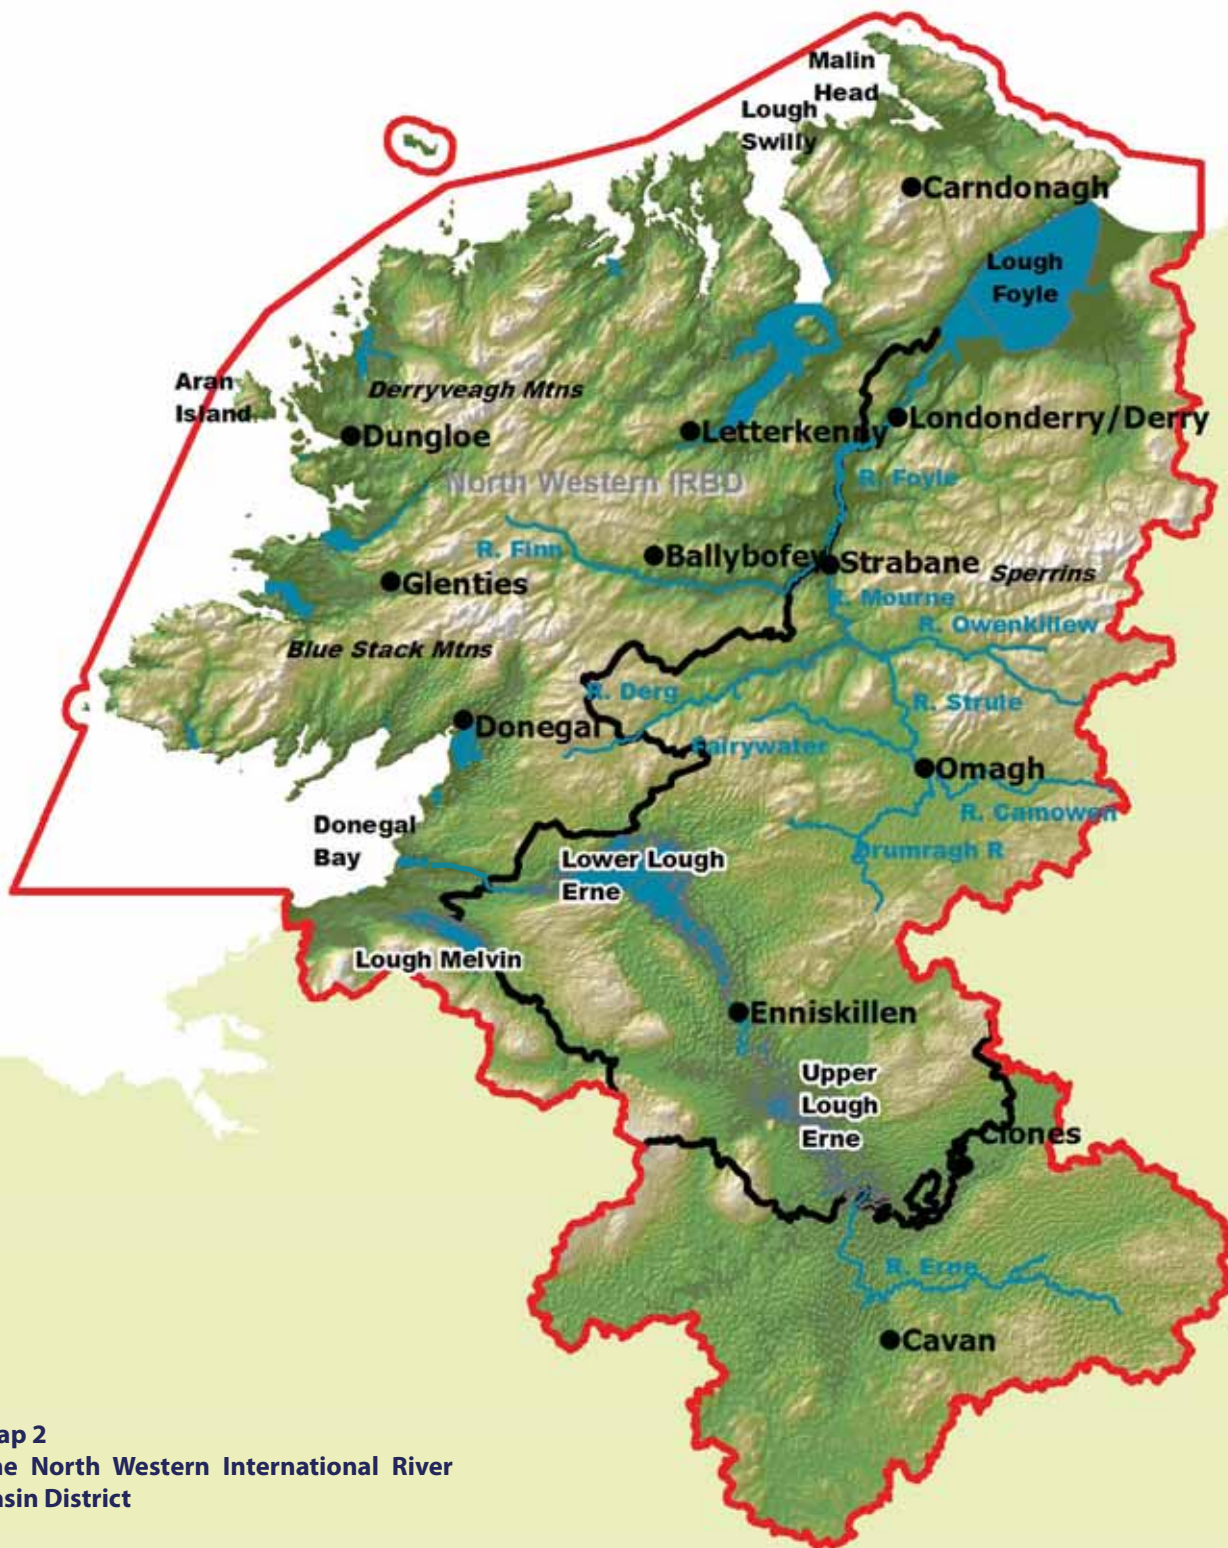 Malin
Head
Lough
Swilly
Carndonagh
Lough
Foyle
Aran
Island
Derryveagh Mtns
Dungloe
Letterkenny
Londonderry/Derry
North Western IRBD
R. Foyle
R. Finn
Ballybofey
Strabane
Sperrins
Glenties
R. Mourne
R. Owenkillew
Blue Stack Mtns
R. Derg
R. Strule
Donegal
Fairywater
Omagh
R. Camowen
Donegal
Bay
Drumragh R
Lower Lough
Erne
Lough Melvin
Enniskillen
Upper
Lough
Erne
Clones
R. Erne
Cavan
ap 2
he North Western International River
asin District